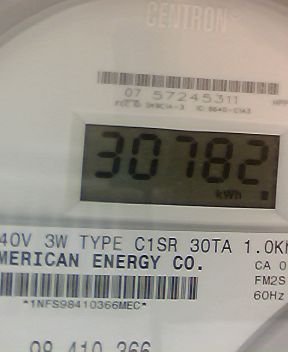 CENTRON®
07 57245311
30782
kWh
40V 3W TYPE C1SR 30TA 1.0K
MERICAN ENERGY CO.
CA 0
FM2S
60Hz
*1NFS98410366MEC*
98 410 366